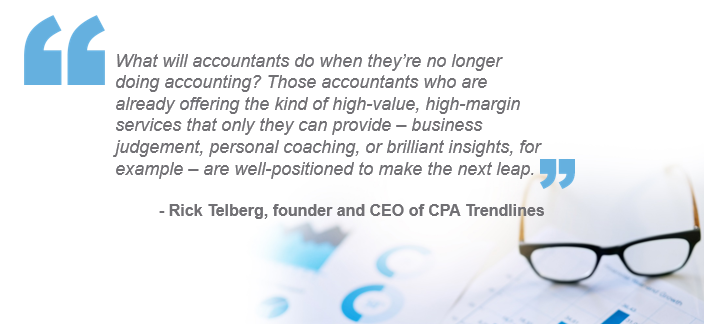 What will accountants do when they’re no longer
doing accounting? Those accountants who are
already offering the kind of high-value, high-margin
services that only they can provide – business
judgement, personal coaching, or brilliant insights, for
example – are well-positioned to make the next leap.
- Rick Telberg, founder and CEO of CPA Trendlines